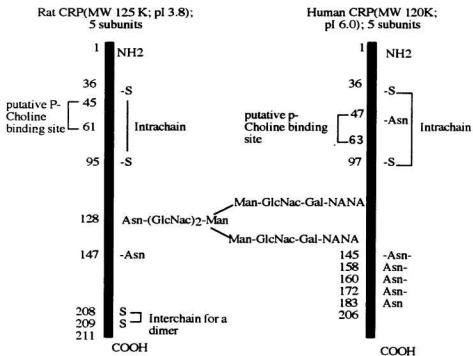 Rat CRP(MW 125 K; pI 3.8);
5 subunits
1
NH2
36
-S
putative P-
Choline
binding site
45
61
Intrachain
95
-S
128
Asn-(GlcNac)2-Man
Man-GlcNac-Gal-NANA
Man-GlcNac-Gal-NANA
147
-Asn
208
S
209
S
Interchain for a
dimer
211
COOH
Human CRP(MW 120K;
pI 6.0); 5 subunits
1
NH2
36
-S
putative p-
Choline binding
site
47
-Asn
Intrachain
63
97
-S
145
-Asn-
158
Asn-
160
Asn-
172
Asn-
183
Asn
206
COOH